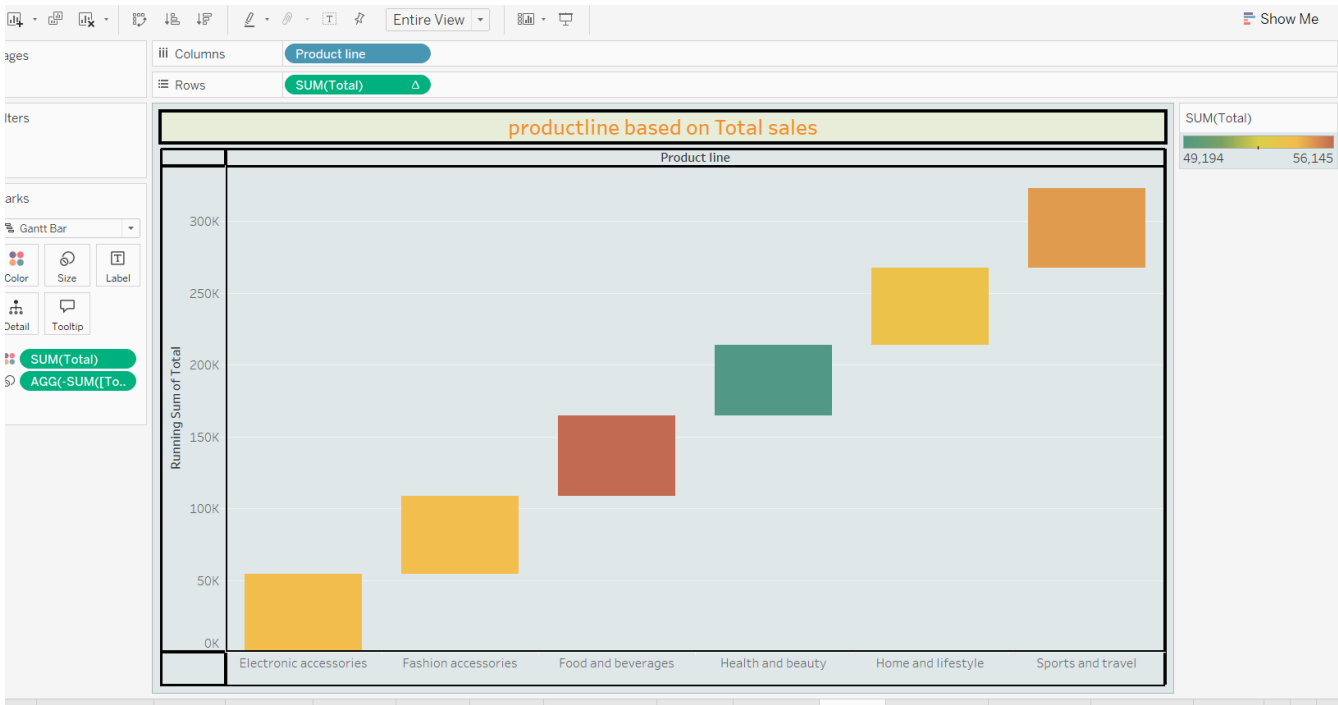 Entire View
Show Me
ages
Columns
Product line
Rows
SUM(Total) Δ
lters
arks
Gantt Bar
Color
Size
Label
Detail
Tooltip
SUM(Total)
AGG(-SUM([To..
productline based on Total sales
Product line
Running Sum of Total
300K
250K
200K
150K
100K
50K
0K
Electronic accessories
Fashion accessories
Food and beverages
Health and beauty
Home and lifestyle
Sports and travel
SUM(Total)
49,194
56,145